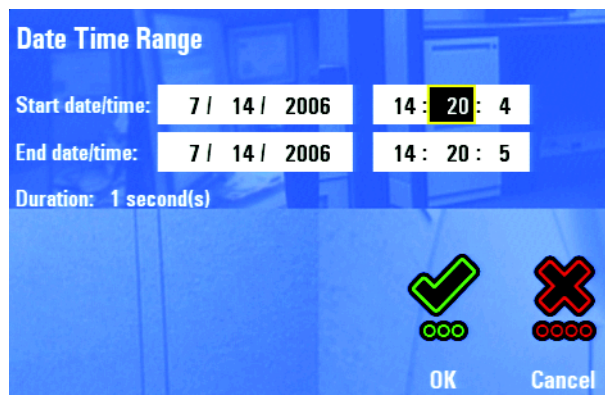 Date Time Range
Start date/time: 7 / 14 / 2006 14 : 20 : 4
End date/time: 7 / 14 / 2006 14 : 20 : 5
Duration: 1 second(s)
OK Cancel